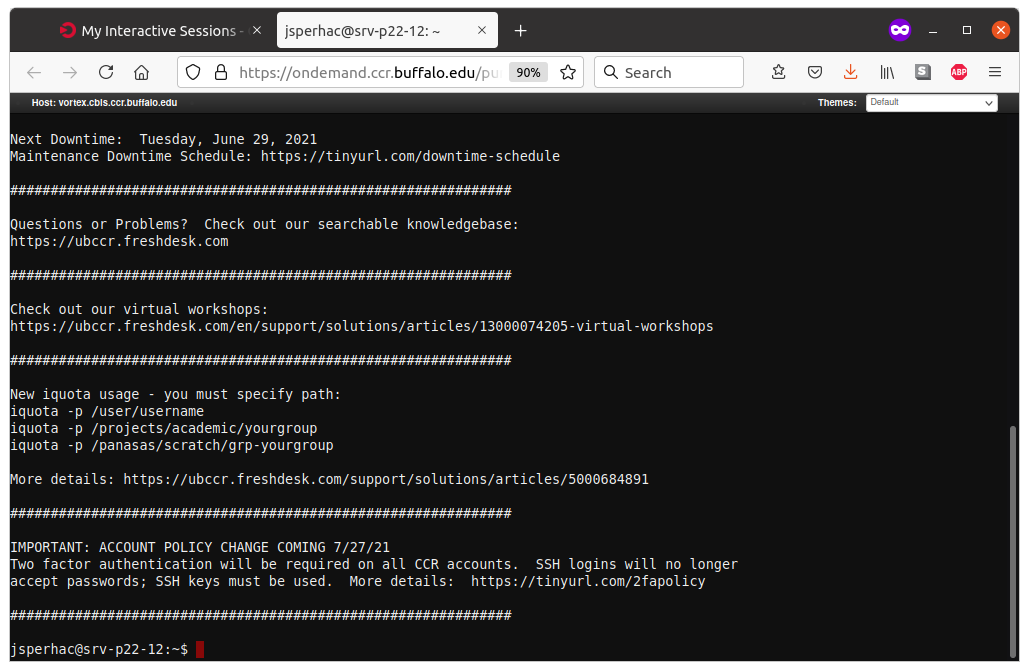 My Interactive Sessions -
jsperhac@srv-p22-12: ~
https://ondemand.ccr.buffalo.edu/pu
90%
Search
S
ABP
Host: vortex.cbls.ccr.buffalo.edu
Themes:
Default
Next Downtime:  Tuesday, June 29, 2021
Maintenance Downtime Schedule: https://tinyurl.com/downtime-schedule
##############################################################
Questions or Problems?  Check out our searchable knowledgebase:
https://ubccr.freshdesk.com
##############################################################
Check out our virtual workshops:
https://ubccr.freshdesk.com/en/support/solutions/articles/13000074205-virtual-workshops
##############################################################
New iquota usage - you must specify path:
iquota -p /user/username
iquota -p /projects/academic/yourgroup
iquota -p /panasas/scratch/grp-yourgroup
More details: https://ubccr.freshdesk.com/support/solutions/articles/5000684891
##############################################################
IMPORTANT: ACCOUNT POLICY CHANGE COMING 7/27/21
Two factor authentication will be required on all CCR accounts.  SSH logins will no longer
accept passwords; SSH keys must be used.  More details:  https://tinyurl.com/2fapolicy
##############################################################
jsperhac@srv-p22-12:~$